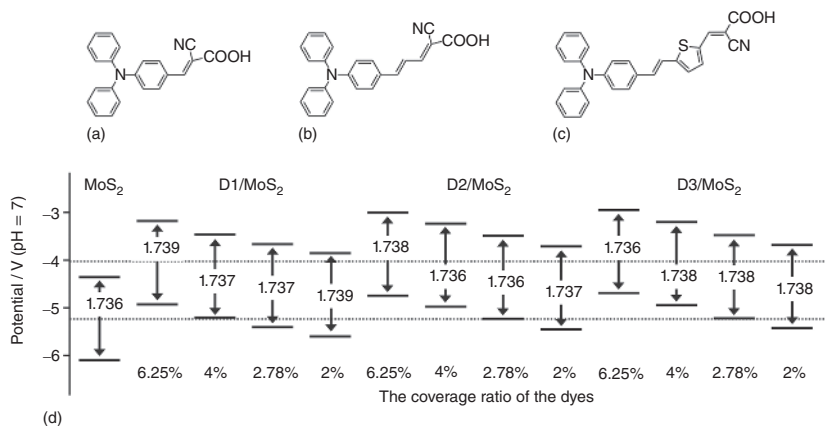 NC
COOH
N
(a)
NC
COOH
N
(b)
COOH
S
CN
N
(c)
MoS2 D1/MoS2 D2/MoS2 D3/MoS2
Potential / V (pH = 7)
–3
–4
–5
–6
1.736 1.739 1.737 1.737 1.739 1.738 1.736 1.736 1.737 1.736 1.738 1.738 1.738
6.25% 4% 2.78% 2% 6.25% 4% 2.78% 2% 6.25% 4% 2.78% 2%
The coverage ratio of the dyes
(d)